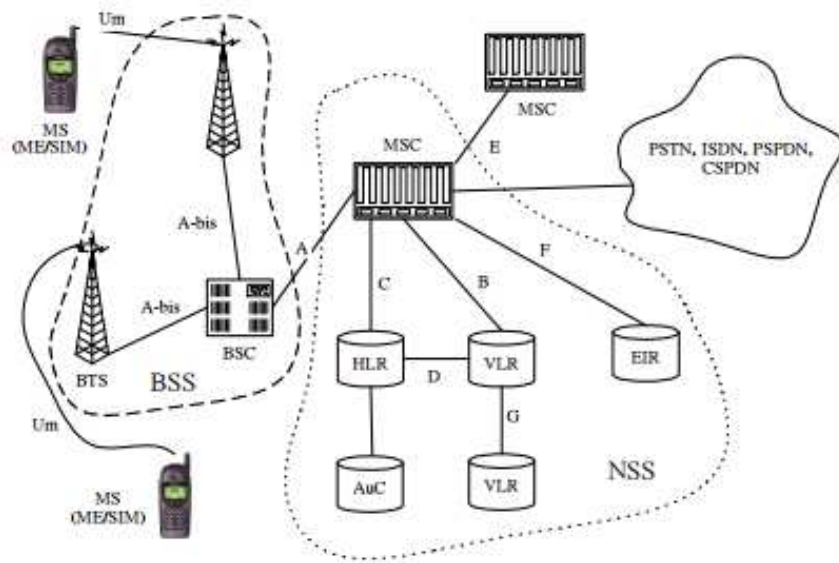 Um
MS
(ME/SIM)
MSC
MSC
E
PSTN, ISDN, PSPDN,
CSPDN
A-bis
A
F
C
B
A-bis
BSC
BTS
BSS
HLR
D
VLR
EIR
G
Um
AuC
VLR
NSS
MS
(ME/SIM)